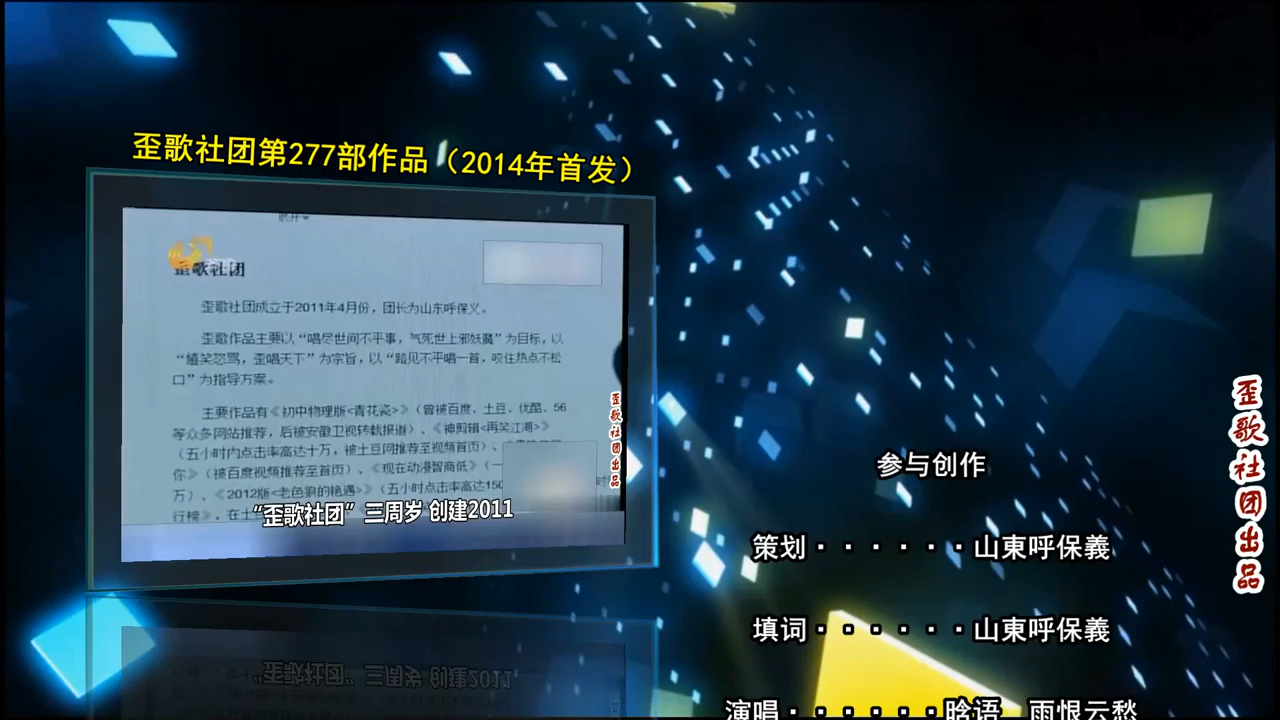 歪歌社团第277部作品（2014年首发）
歪歌社团
歪歌社团成立于2011年4月份，团长为山东呼保义。
歪歌作品主要以“唱尽世间不平事，气死世上邪妖魔”为目标，以
“嬉笑怒骂，歪唱天下”为宗旨，以“路见不平唱一首，咬住热点不松
口”为指导方案。
主要作品有《初中物理版<青花瓷>》（曾被百度、土豆、优酷、56
等众多网站推荐，后被安徽卫视转载报道）、《神剪辑<再笑江湖>》
（五小时内点击率高达十万，被土豆网推荐至视频首页）、
你》（被百度视频推荐至首页）、《现在动漫智商低》（一
万）、《2012版<老色狼的艳遇>》（五小时点击率高达150
行榜》，在土
“歪歌社团”三周岁 创建2011
歪歌社团出品
参与创作
策划······山東呼保義
填词······山東呼保義
演唱······晗语 雨恨云愁
歪歌社团出品